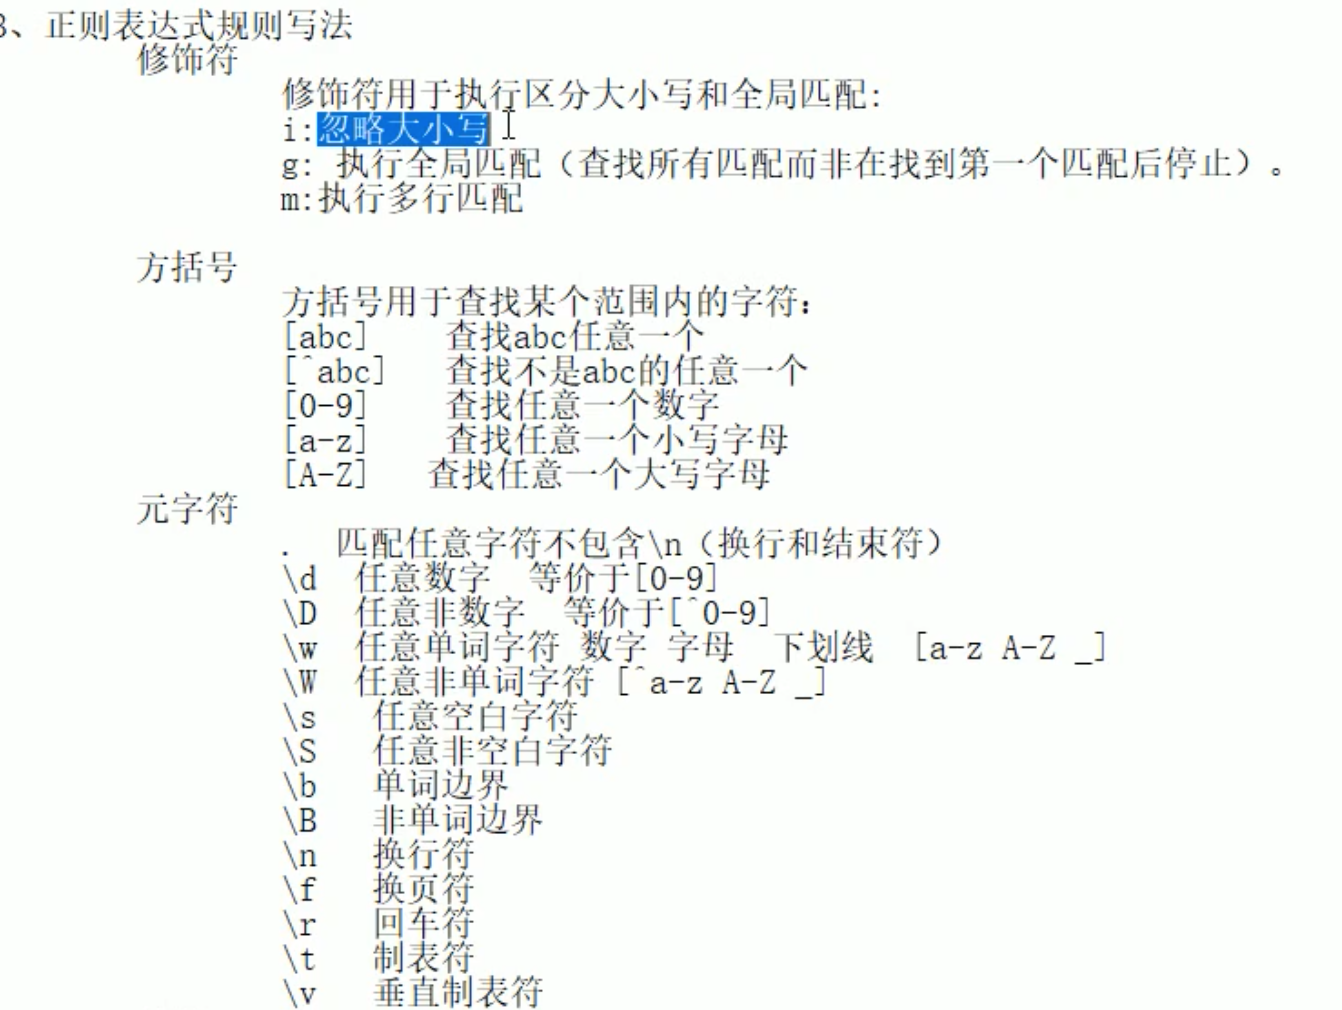 3、正则表达式规则写法
修饰符
修饰符用于执行区分大小写和全局匹配:
i:忽略大小写
g: 执行全局匹配（查找所有匹配而非在找到第一个匹配后停止）。
m:执行多行匹配
方括号
方括号用于查找某个范围内的字符：
[abc] 查找abc任意一个
[^abc] 查找不是abc的任意一个
[0-9] 查找任意一个数字
[a-z] 查找任意一个小写字母
[A-Z] 查找任意一个大写字母
元字符
. 匹配任意字符不包含\n（换行和结束符）
\d 任意数字 等价于[0-9]
\D 任意非数字 等价于[^0-9]
\w 任意单词字符 数字 字母 下划线 [a-z A-Z _]
\W 任意非单词字符 [^a-z A-Z _]
\s 任意空白字符
\S 任意非空白字符
\b 单词边界
\B 非单词边界
\n 换行符
\f 换页符
\r 回车符
\t 制表符
\v 垂直制表符